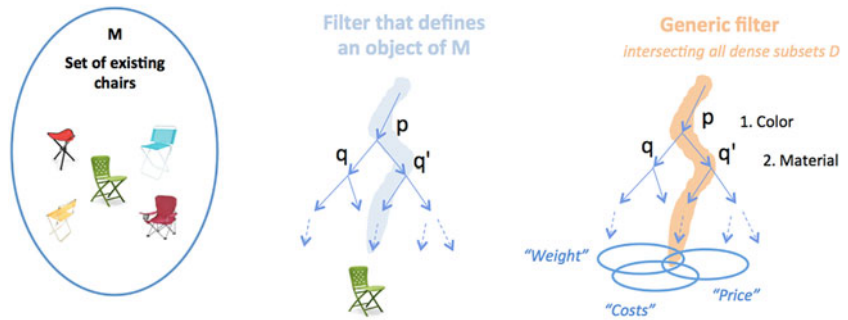 M
Set of existing
chairs
Filter that defines
an object of M
p
q
q'
Generic filter
intersecting all dense subsets D
p
1. Color
q
q'
2. Material
"Weight"
"Costs"
"Price"